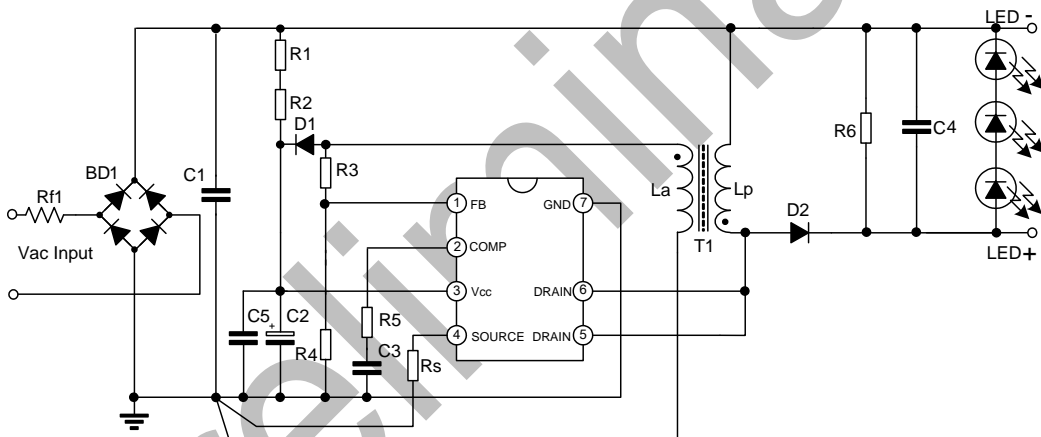 LED -
R1
R2
D1
R3
R6
C4
BD1
C1
Rf1
La
Lp
T1
D2
LED+
Vac Input
1 FB
GND 7
2 COMP
3 Vcc
DRAIN 6
4 SOURCE
DRAIN 5
C5
+
C2
R5
R4
C3
Rs